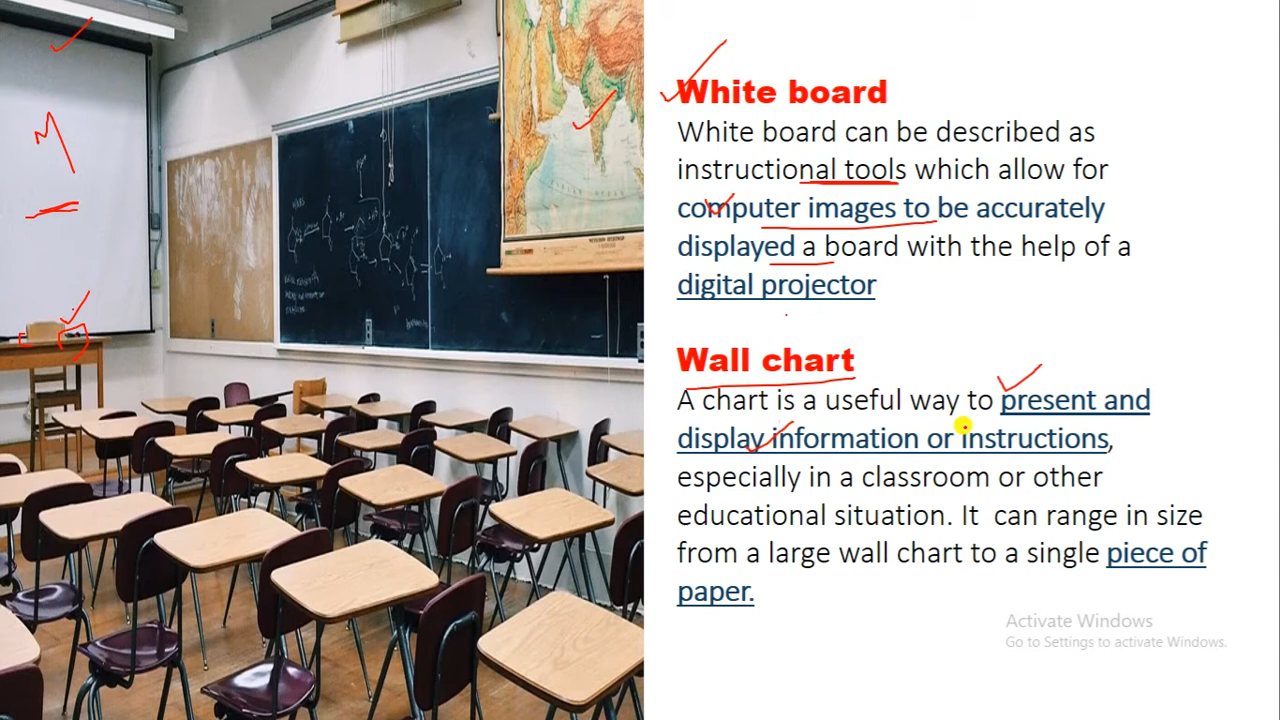 White board
White board can be described as
instructional tools which allow for
computer images to be accurately
displayed a board with the help of a
digital projector
Wall chart
A chart is a useful way to present and
display information or instructions,
especially in a classroom or other
educational situation. It can range in size
from a large wall chart to a single piece of
paper.
Activate Windows
Go to Settings to activate Windows.